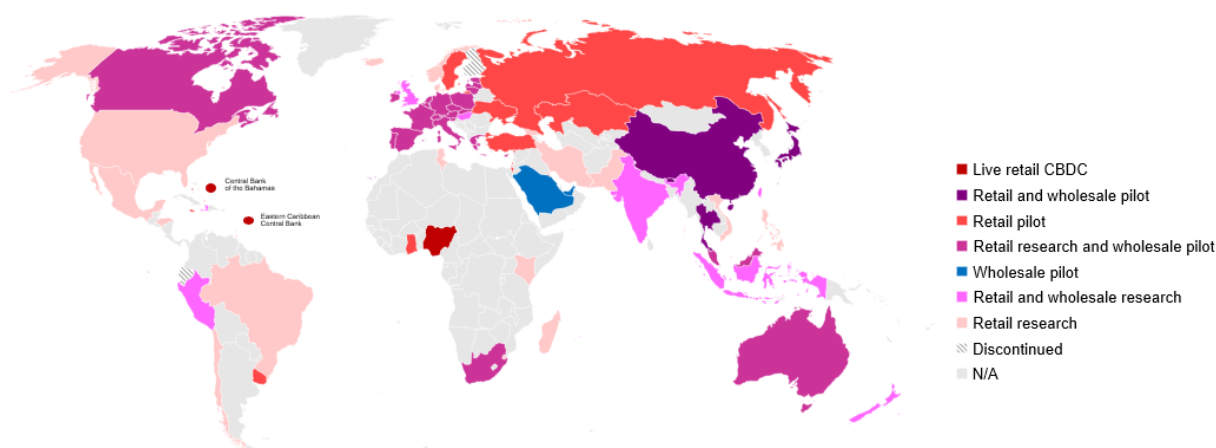 Central Bank
of the Bahamas
Eastern Caribbean
Central Bank
Live retail CBDC
Retail and wholesale pilot
Retail pilot
Retail research and wholesale pilot
Wholesale pilot
Retail and wholesale research
Retail research
Discontinued
N/A